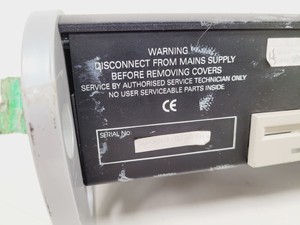 WARNING
DISCONNECT FROM MAINS SUPPLY
BEFORE REMOVING COVERS
SERVICE BY AUTHORISED SERVICE TECHNICIAN ONLY
NO USER SERVICEABLE PARTS INSIDE
CE
SERIAL No: